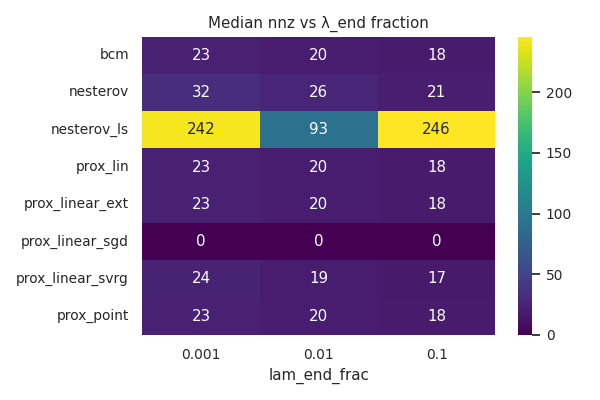 Median nnz vs λ_end fraction
bcm 23 20 18
nesterov 32 26 21
nesterov_ls 242 93 246
prox_lin 23 20 18
prox_linear_ext 23 20 18
prox_linear_sgd 0 0 0
prox_linear_svrg 24 19 17
prox_point 23 20 18
0.001 0.01 0.1
lam_end_frac
200
150
100
50
0